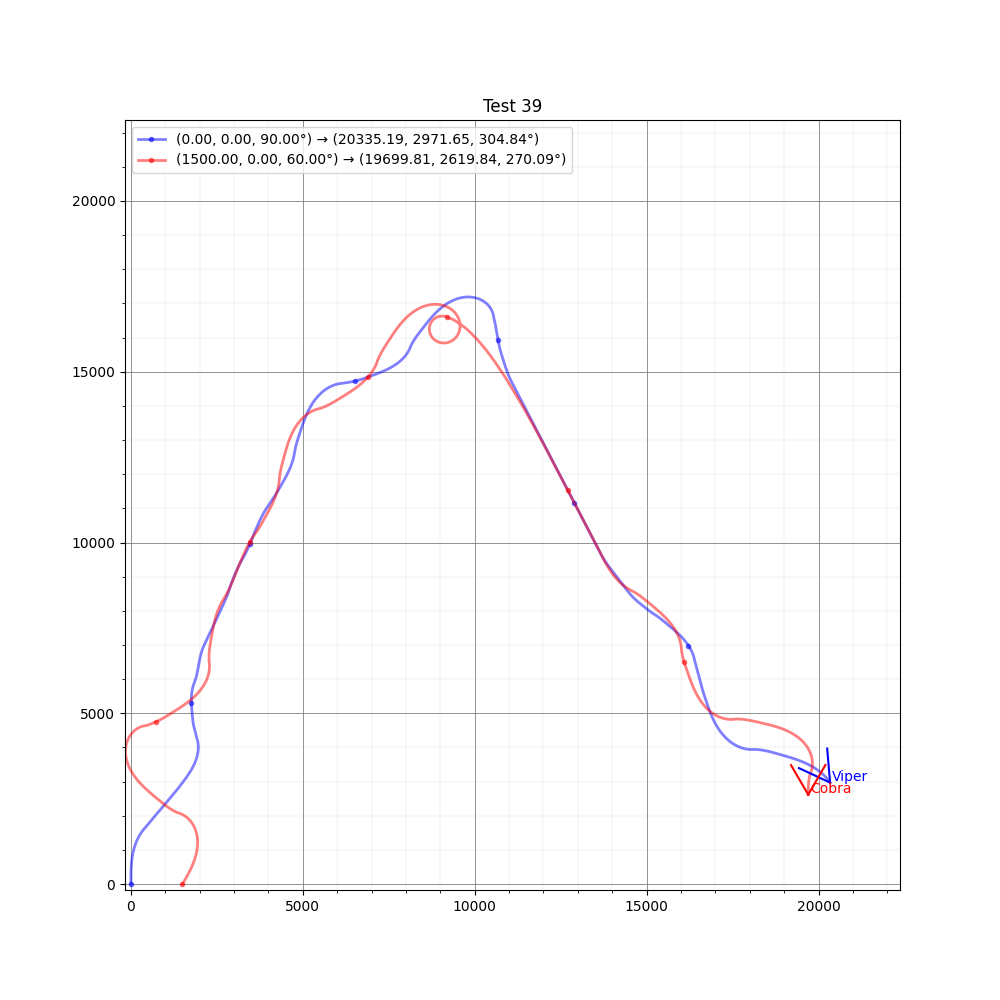 Test 39
(0.00, 0.00, 90.00°) → (20335.19, 2971.65, 304.84°)
(1500.00, 0.00, 60.00°) → (19699.81, 2619.84, 270.09°)
20000
15000
10000
5000
0
Viper
Cobra
0 5000 10000 15000 20000